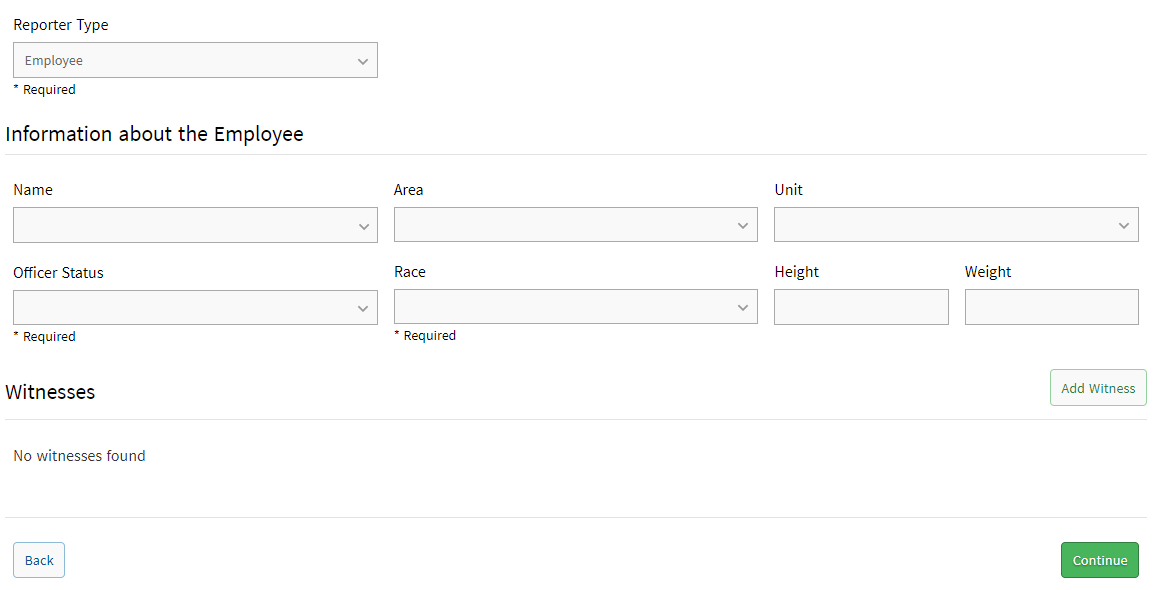 Reporter Type
Employee
* Required
Information about the Employee
Name
Area
Unit
Officer Status
Race
Height
Weight
* Required
* Required
Witnesses
Add Witness
No witnesses found
Back
Continue